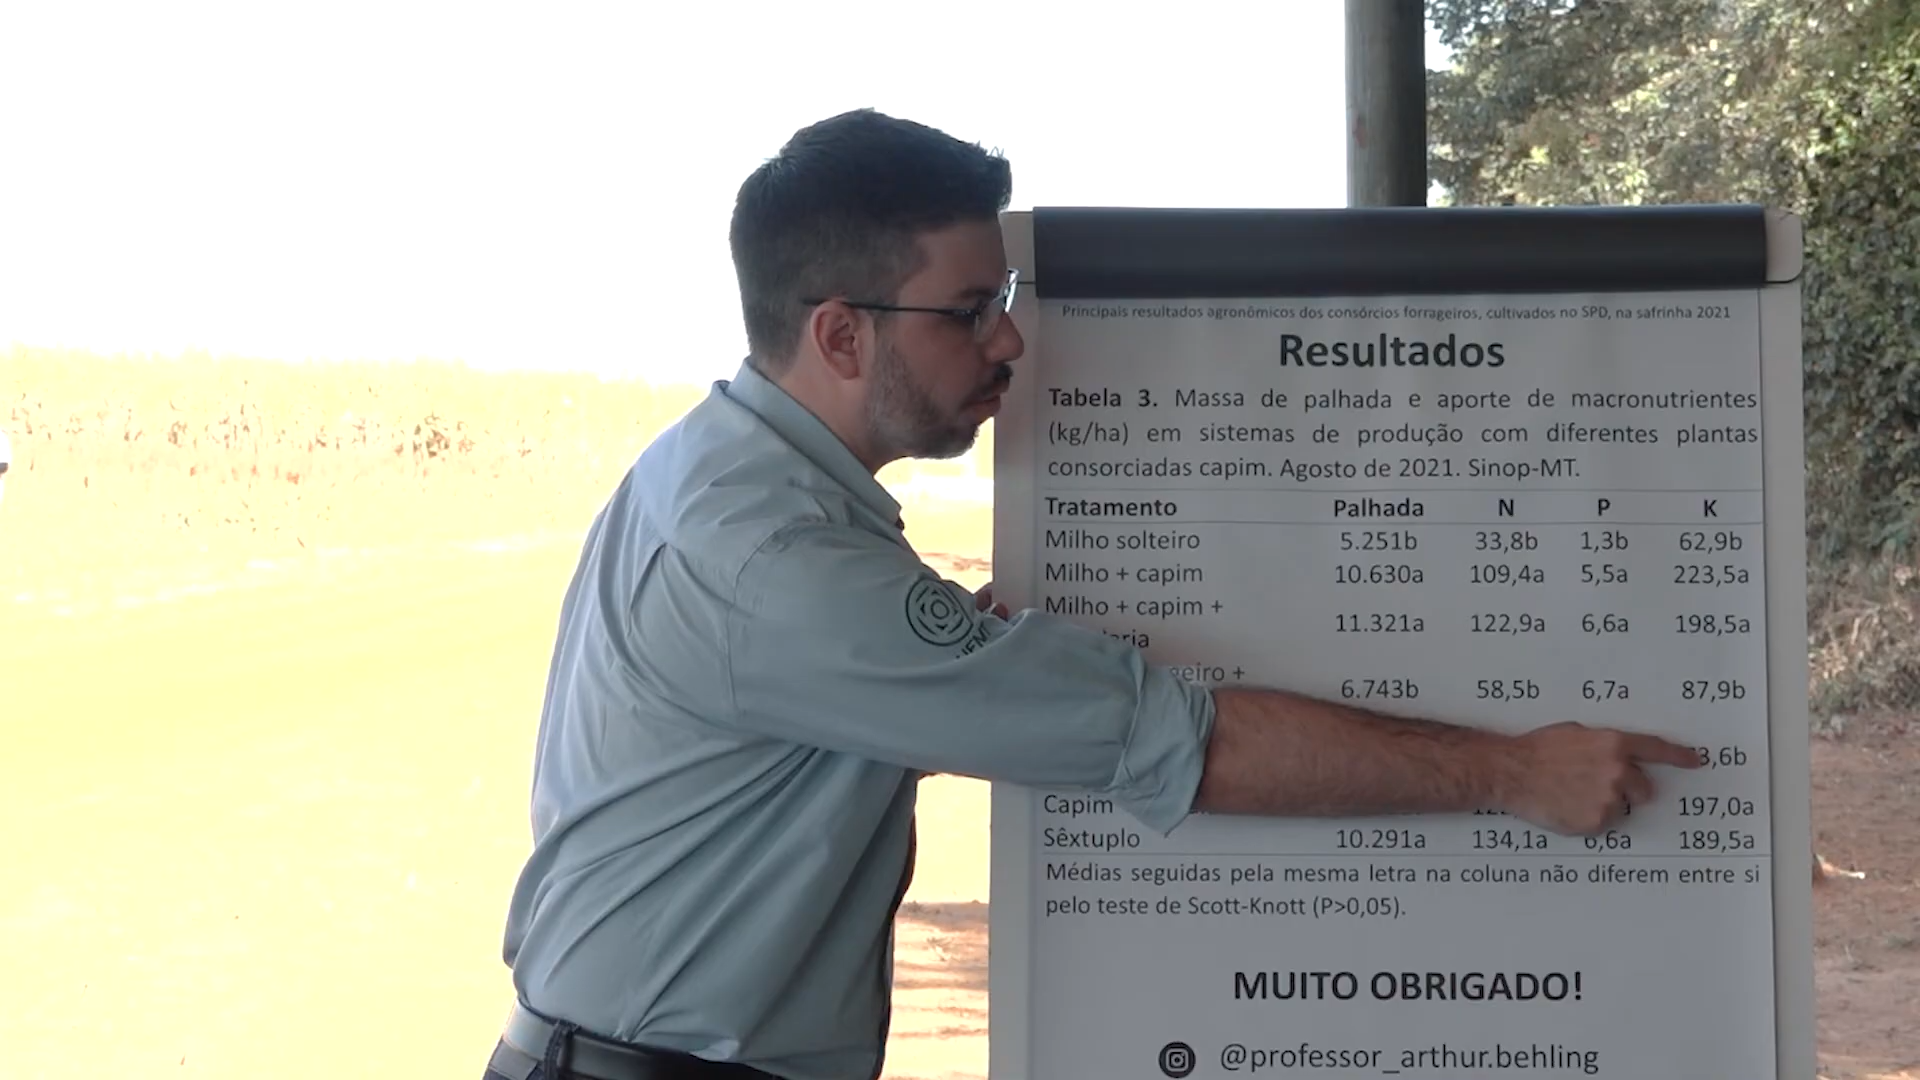 Principais resultados agronômicos dos consórcios forrageiros, cultivados no SPD, na safrinha 2021
Resultados
Tabela 3. Massa de palhada e aporte de macronutrientes
(kg/ha) em sistemas de produção com diferentes plantas
consorciadas capim. Agosto de 2021. Sinop-MT.
Tratamento Palhada N P K
Milho solteiro 5.251b 33,8b 1,3b 62,9b
Milho + capim 10.630a 109,4a 5,5a 223,5a
Milho + capim +
11.321a 122,9a 6,6a 198,5a
+
6.743b 58,5b 6,7a 87,9b
3,6b
Capim 197,0a
Sêxtuplo 10.291a 134,1a 6,6a 189,5a
Médias seguidas pela mesma letra na coluna não diferem entre si
pelo teste de Scott-Knott (P>0,05).
MUITO OBRIGADO!
@professor_arthur.behling